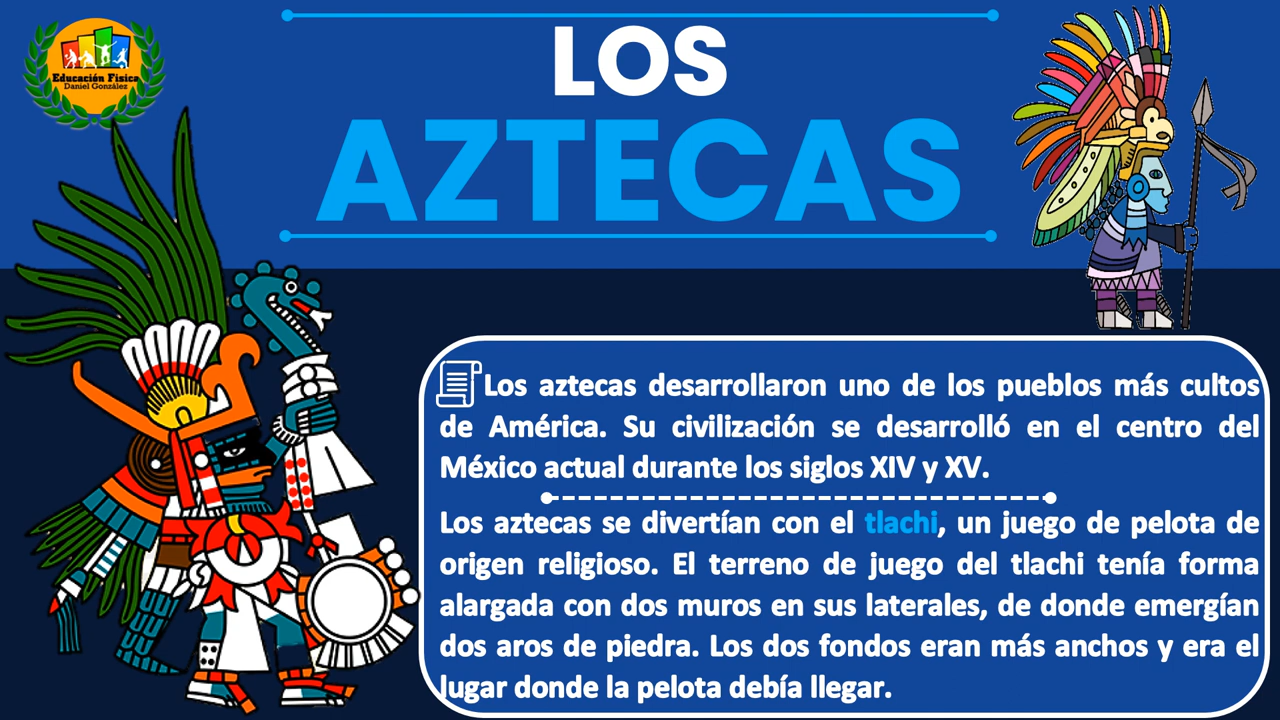 Educación Física
Daniel González
LOS
AZTECAS
Los aztecas desarrollaron uno de los pueblos más cultos
de América. Su civilización se desarrolló en el centro del
México actual durante los siglos XIV y XV.
Los aztecas se divertían con el tlachi, un juego de pelota de
origen religioso. El terreno de juego del tlachi tenía forma
alargada con dos muros en sus laterales, de donde emergían
dos aros de piedra. Los dos fondos eran más anchos y era el
lugar donde la pelota debía llegar.